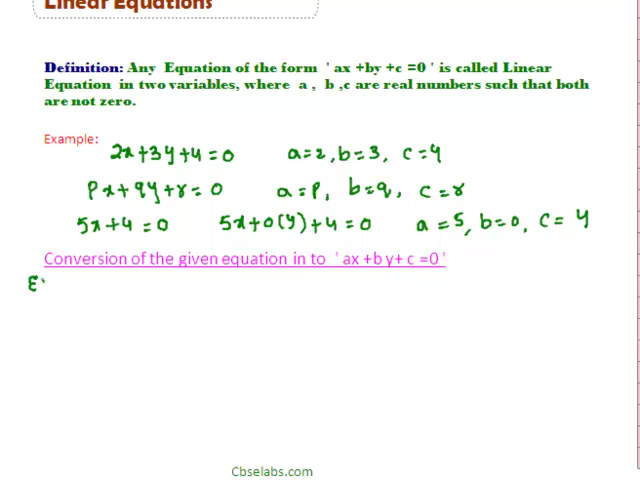 Linear Equations
Definition: Any Equation of the form ' ax +by +c =0 ' is called Linear
Equation in two variables, where a , b ,c are real numbers such that both
are not zero.
Example:
2x+3y+4=0 a=2, b=3, c=4
px+qy+r=0 a=p, b=q, c=r
5x+4=0 5x+0(y)+4=0 a=5, b=0, c=4
Conversion of the given equation in to ' ax +b y+ c =0 '
Cbselabs.com